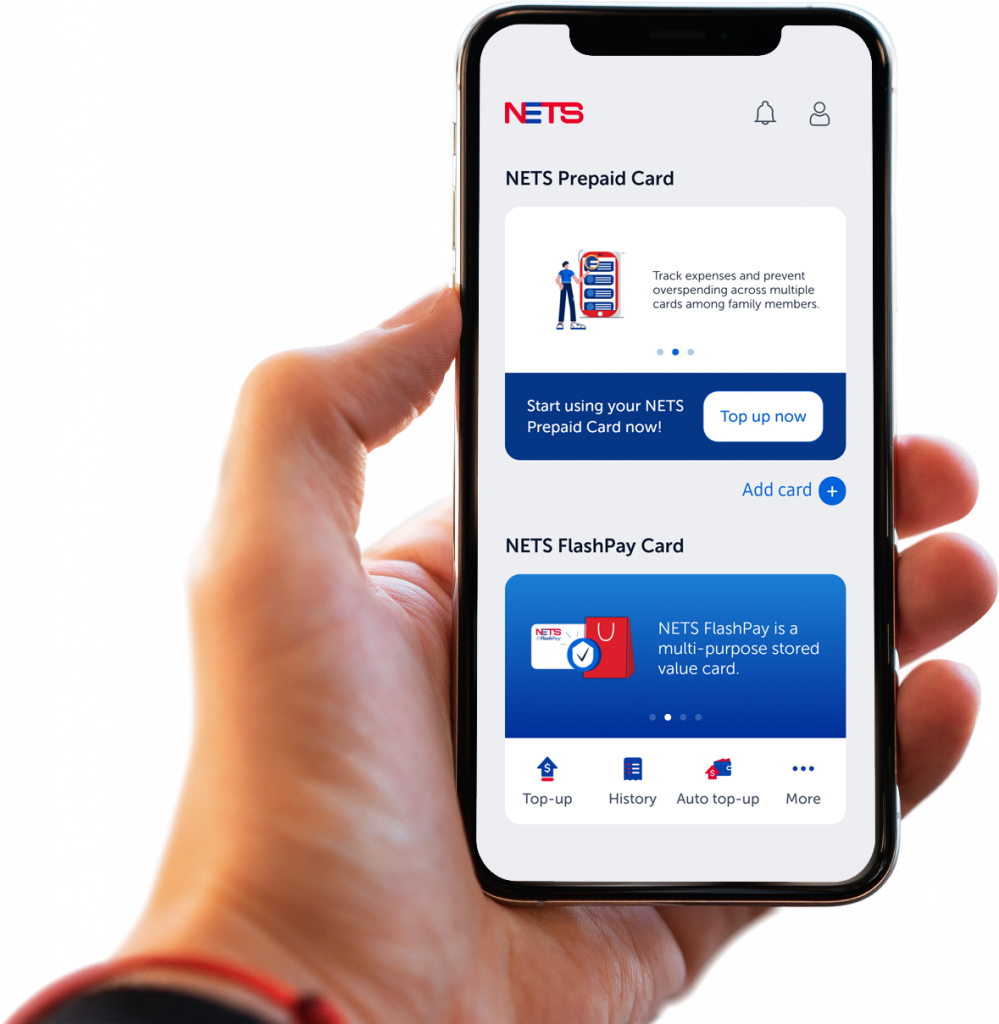 NETS
NETS Prepaid Card
Track expenses and prevent
overspending across multiple
cards among family members.
Start using your NETS
Prepaid Card now!
Top up now
Add card +
NETS FlashPay Card
NETS
FlashPay
NETS FlashPay is a
multi-purpose stored
value card.
Top-up
History
Auto top-up
More